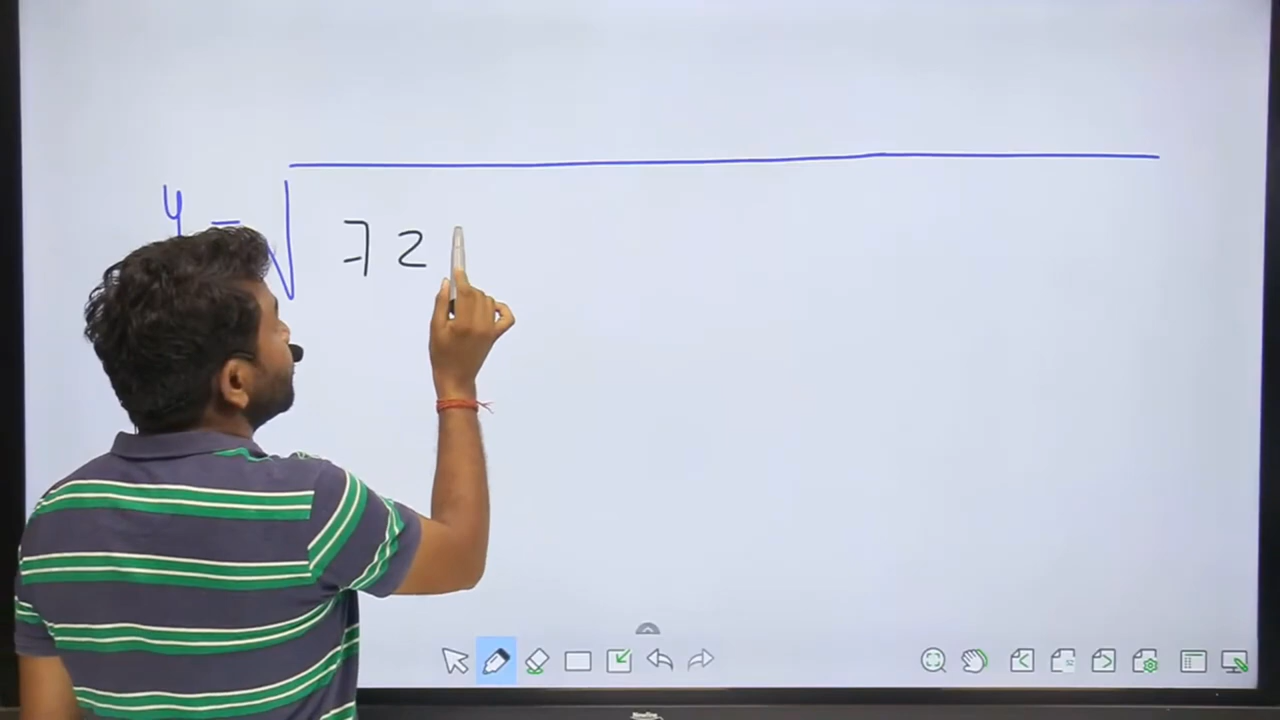 y = √72